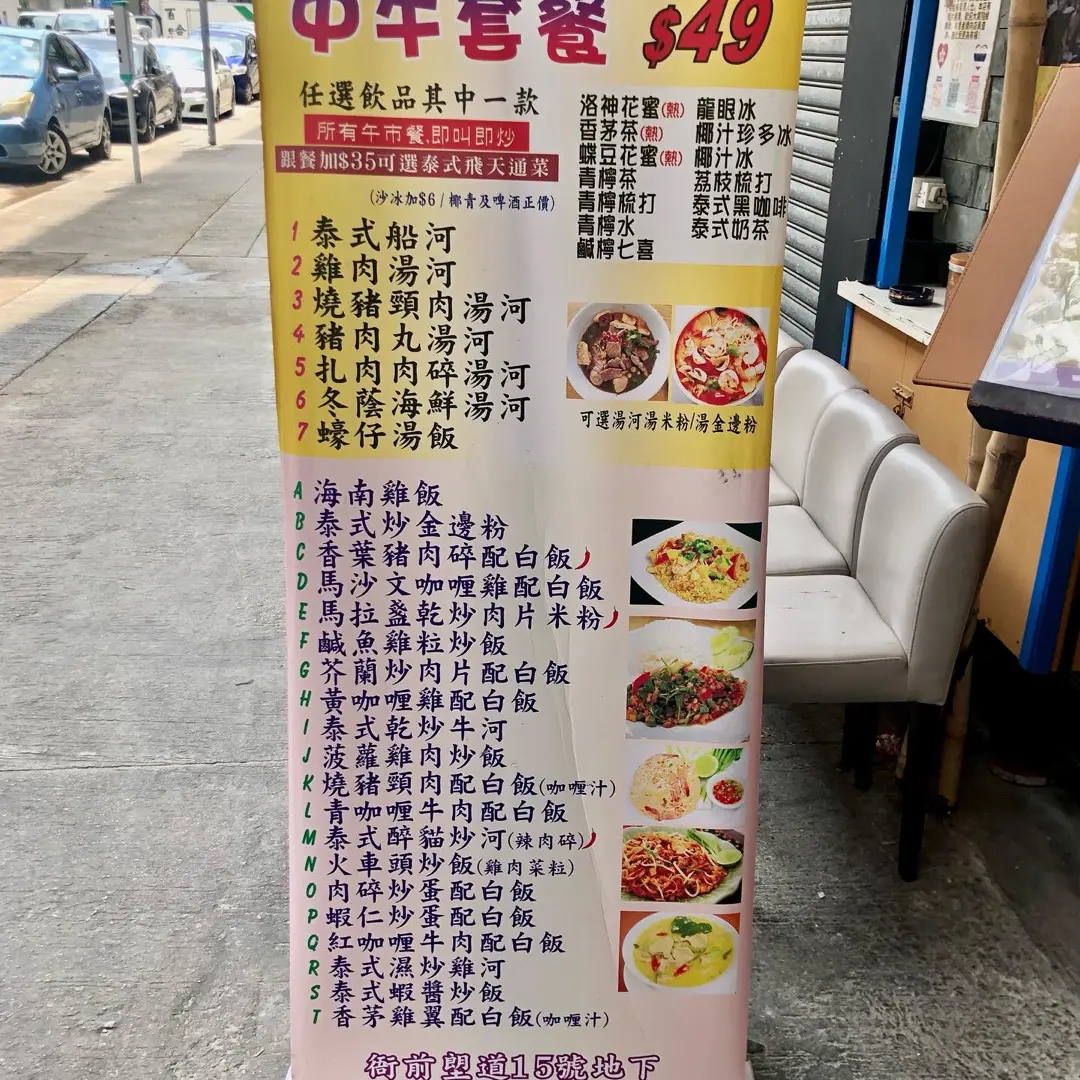 中午套餐 $49
任選飲品其中一款
所有午市餐,即叫即炒
跟餐加$35可選泰式飛天通菜
(沙冰加$6 / 椰青及啤酒正價)
洛神花蜜(熱)
香茅茶(熱)
蝶豆花蜜(熱)
青檸茶
青檸梳打
青檸水
鹹檸七喜
龍眼冰
椰汁珍多冰
椰汁冰
荔枝梳打
泰式黑咖啡
泰式奶茶
1 泰式船河
2 雞肉湯河
3 燒豬頸肉湯河
4 豬肉丸湯河
5 扎肉肉碎湯河
6 冬蔭海鮮湯河
7 蠔仔湯飯
可選湯河湯米粉/湯金邊粉
A 海南雞飯
B 泰式炒金邊粉
C 香葉豬肉碎配白飯
D 馬沙文咖喱雞配白飯
E 馬拉盞乾炒肉片米粉
F 鹹魚雞粒炒飯
G 芥蘭炒肉片配白飯
H 黃咖喱雞配白飯
I 泰式乾炒牛河
J 菠蘿雞肉炒飯
K 燒豬頸肉配白飯(咖喱汁)
L 青咖喱牛肉配白飯
M 泰式醉貓炒河(辣肉碎)
N 火車頭炒飯(雞肉菜粒)
O 肉碎炒蛋配白飯
P 蝦仁炒蛋配白飯
Q 紅咖喱牛肉配白飯
R 泰式濕炒雞河
S 泰式蝦醬炒飯
T 香茅雞翼配白飯(咖喱汁)
衙前塱道15號地下